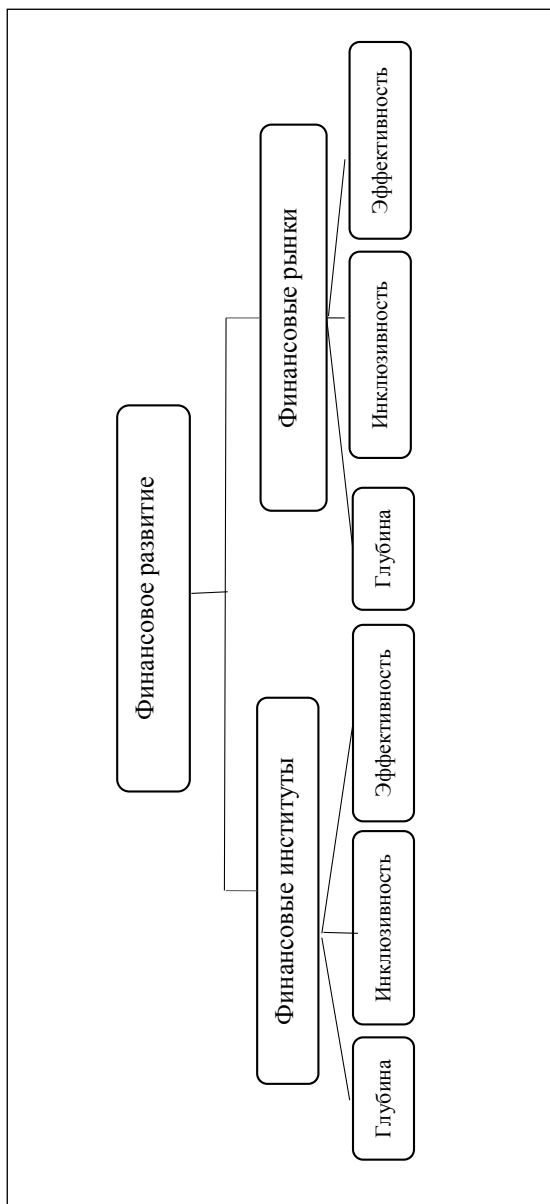 Финансовое развитие
Финансовые институты
Финансовые рынки
Глубина
Инклюзивность
Эффективность
Глубина
Инклюзивность
Эффективность